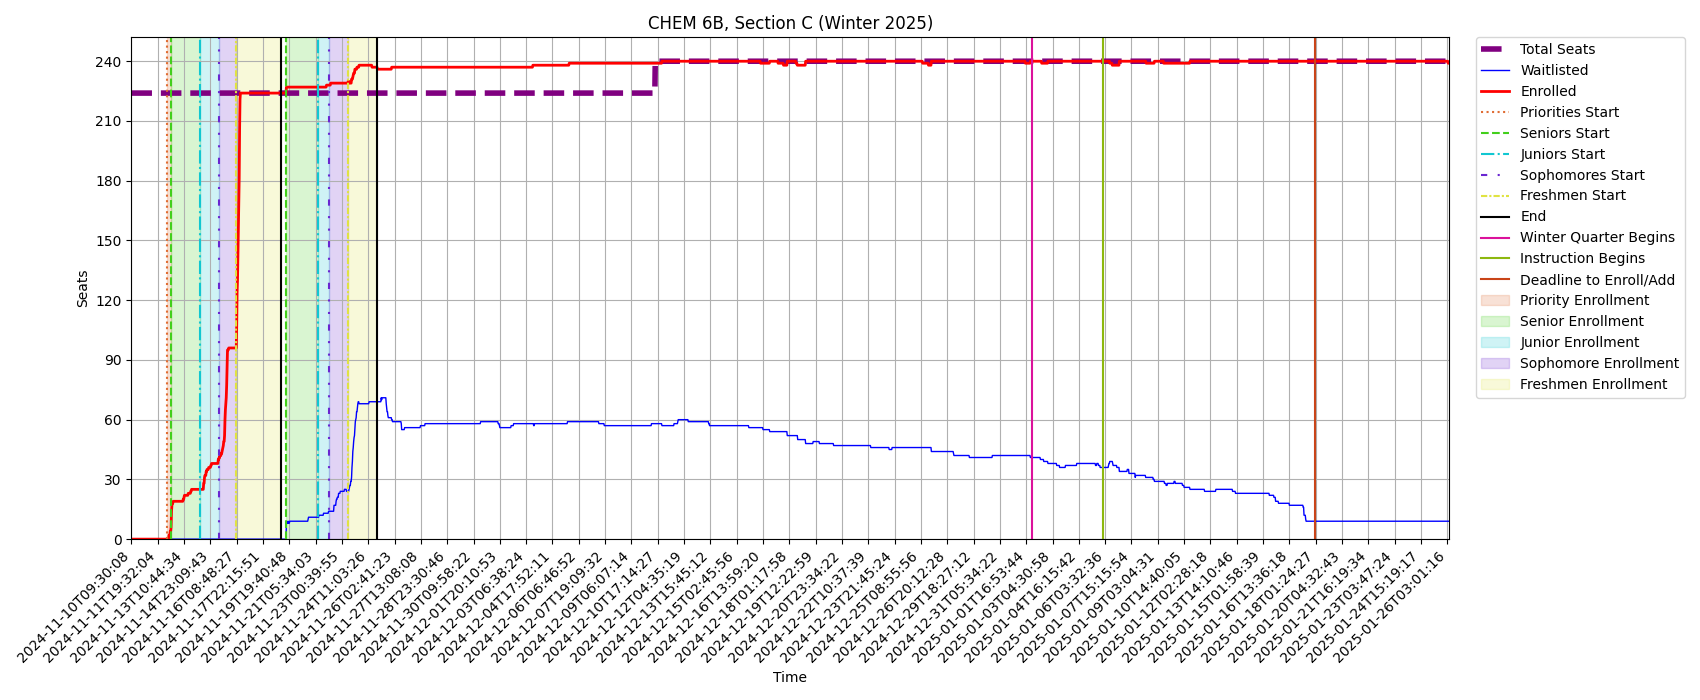 CHEM 6B, Section C (Winter 2025)
Seats
240
210
180
150
120
90
60
30
0
2024-11-10T09:30:08
2024-11-11T19:32:04
2024-11-13T10:44:34
2024-11-14T23:09:43
2024-11-16T08:48:27
2024-11-17T22:15:51
2024-11-19T19:40:48
2024-11-21T05:34:03
2024-11-23T00:39:55
2024-11-24T11:03:26
2024-11-26T02:41:23
2024-11-27T13:08:08
2024-11-28T23:30:46
2024-11-30T09:58:22
2024-12-01T20:10:53
2024-12-03T06:38:24
2024-12-04T17:52:11
2024-12-06T06:46:52
2024-12-07T19:09:32
2024-12-09T06:07:14
2024-12-10T17:14:27
2024-12-12T04:35:19
2024-12-13T15:45:12
2024-12-15T02:45:56
2024-12-16T13:59:20
2024-12-18T01:17:58
2024-12-19T12:22:59
2024-12-20T23:34:22
2024-12-22T10:37:39
2024-12-23T21:45:24
2024-12-25T08:55:56
2024-12-26T20:12:28
2024-12-29T18:27:12
2024-12-31T05:34:22
2025-01-01T16:53:44
2025-01-03T04:30:58
2025-01-04T16:15:42
2025-01-06T03:32:36
2025-01-07T15:15:54
2025-01-09T03:04:31
2025-01-10T14:40:05
2025-01-12T02:28:18
2025-01-13T14:10:46
2025-01-15T01:58:39
2025-01-16T13:36:18
2025-01-18T01:24:27
2025-01-20T04:32:43
2025-01-21T16:19:34
2025-01-23T03:47:24
2025-01-24T15:19:17
2025-01-26T03:01:16
Time
Total Seats
Waitlisted
Enrolled
Priorities Start
Seniors Start
Juniors Start
Sophomores Start
Freshmen Start
End
Winter Quarter Begins
Instruction Begins
Deadline to Enroll/Add
Priority Enrollment
Senior Enrollment
Junior Enrollment
Sophomore Enrollment
Freshmen Enrollment